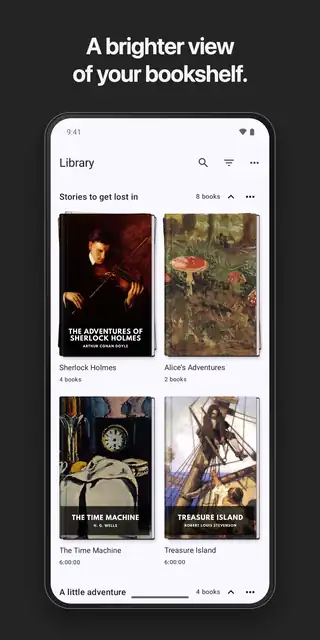 A brighter view
of your bookshelf.
9:41
Library
Stories to get lost in 8 books
THE ADVENTURES OF
SHERLOCK HOLMES
ARTHUR CONAN DOYLE
Sherlock Holmes
4 books
Alice's Adventures
2 books
THE TIME MACHINE
H. G. WELLS
The Time Machine
6:00:00
TREASURE ISLAND
ROBERT LOUIS STEVENSON
Treasure Island
6:00:00
A little adventure 4 books